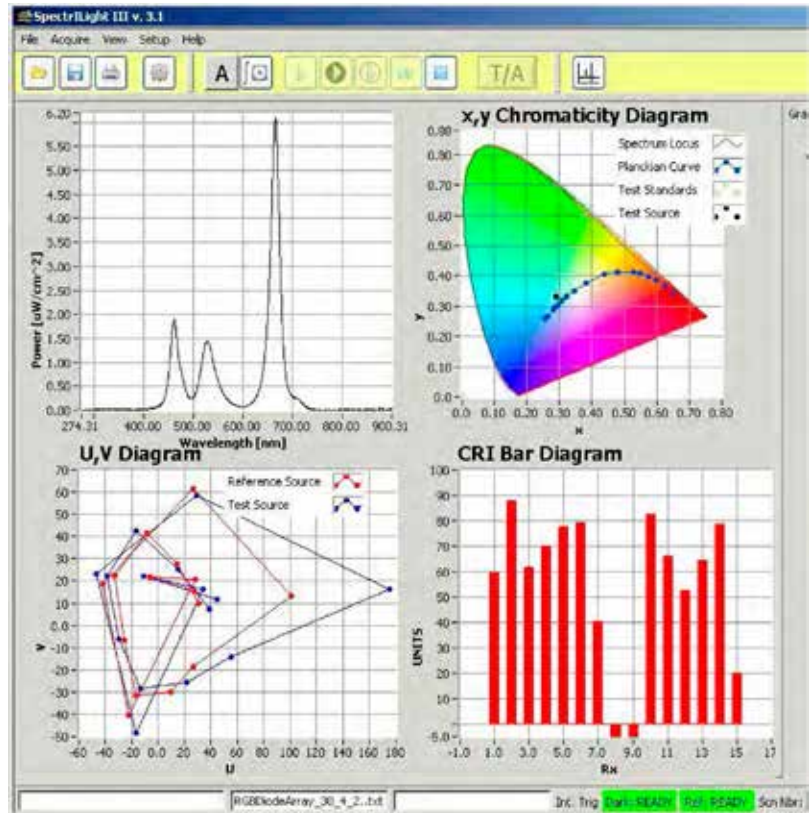 SpectrILight III v. 3.1
File Acquire View Setup Help
A
T/A
x,y Chromaticity Diagram
Gra
Spectrum Locus
Planckian Curve
Test Standards
Test Source
6.20
5.50
5.00
4.50
4.00
3.50
3.00
2.50
2.00
1.50
1.00
0.50
0.00
Power [uW/cm^2]
274.31 400.00 500.00 600.00 700.00 800.00 900.31
Wavelength [nm]
0.80
0.80
0.70
0.60
0.50
0.40
0.30
0.20
0.10
0.0
y
0.0 0.10 0.20 0.30 0.40 0.50 0.60 0.70 0.80
x
U,V Diagram
Reference Source
Test Source
70
60
50
40
30
20
10
0.0
-10
-20
-30
-40
-50
V
-60 -40 -20 0.0 20 40 60 80 100 120 140 160 180
U
CRI Bar Diagram
100
90
80
70
60
50
40
30
20
10
-5.0
UNITS
-1.0 1.0 3.0 5.0 7.0 9.0 11 13 15 17
Rx
RGBDiodeArray_30_4_2..txt
Int. Trig Dark: READY Ref: READY Scn Nbr: